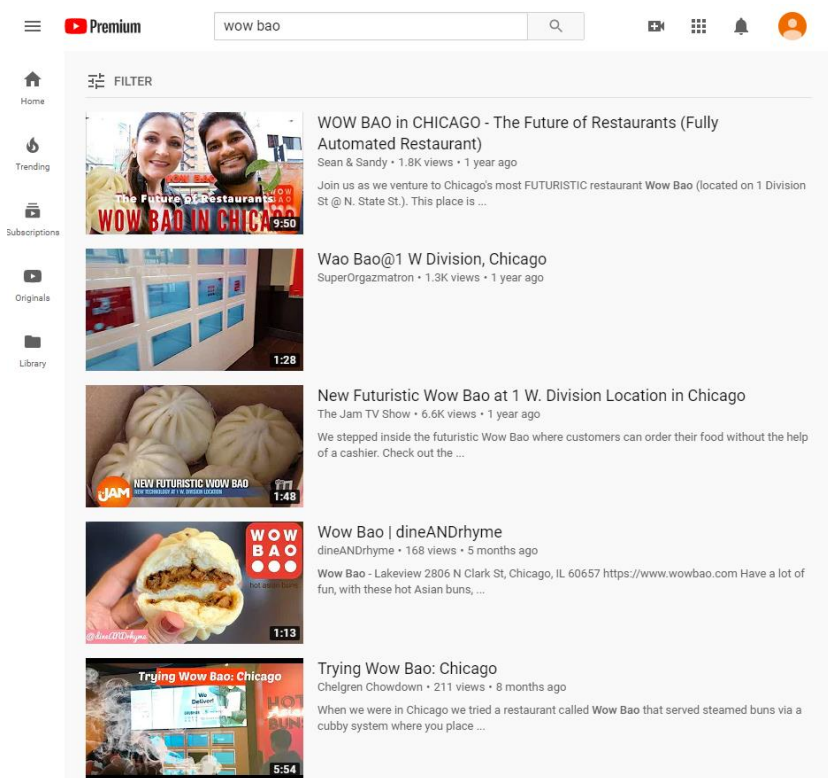 Premium
wow bao
FILTER
Home
Trending
Subscriptions
Originals
Library
WOW BAO
The Future of Restaurants
WOW BAO IN CHICAGO
9:50
WOW BAO in CHICAGO - The Future of Restaurants (Fully
Automated Restaurant)
Sean & Sandy • 1.8K views • 1 year ago
Join us as we venture to Chicago's most FUTURISTIC restaurant Wow Bao (located on 1 Division
St @ N. State St.). This place is ...
1:28
Wao Bao@1 W Division, Chicago
SuperOrgazmatron • 1.3K views • 1 year ago
JAM
NEW FUTURISTIC WOW BAO
NEW TECHNOLOGY AT 1 W. DIVISION LOCATION
1:48
New Futuristic Wow Bao at 1 W. Division Location in Chicago
The Jam TV Show • 6.6K views • 1 year ago
We stepped inside the futuristic Wow Bao where customers can order their food without the help
of a cashier. Check out the ...
WOW
BAO
hot asian buns
@dineANDrhyme
1:13
Wow Bao | dineANDrhyme
dineANDrhyme • 168 views • 5 months ago
Wow Bao - Lakeview 2806 N Clark St, Chicago, IL 60657 https://www.wowbao.com Have a lot of
fun, with these hot Asian buns, ...
Trying Wow Bao: Chicago
We
Deliver!
HOT
BUNS
5:54
Trying Wow Bao: Chicago
Chelgren Chowdown • 211 views • 8 months ago
When we were in Chicago we tried a restaurant called Wow Bao that served steamed buns via a
cubby system where you place ...